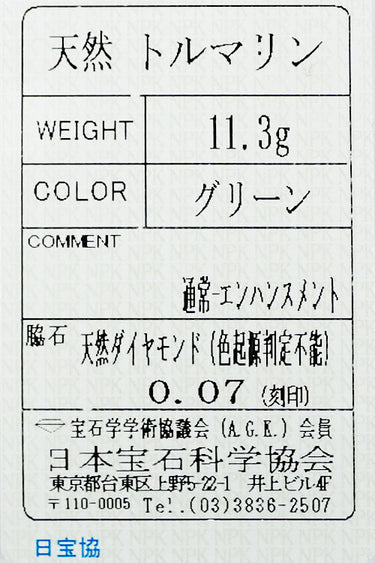 天然 トルマリン
WEIGHT 11.3g
COLOR グリーン
COMMENT
通常-エンハンスメント
脇石 天然ダイヤモンド(色起源判定不能)
0.07 (刻印)
宝石学学術協議会(A.G.K.)会員
日本宝石科学協会
東京都台東区上野5-22-1 井上ビル4F
〒110-0005 Tel.(03)3836-2507
日宝協